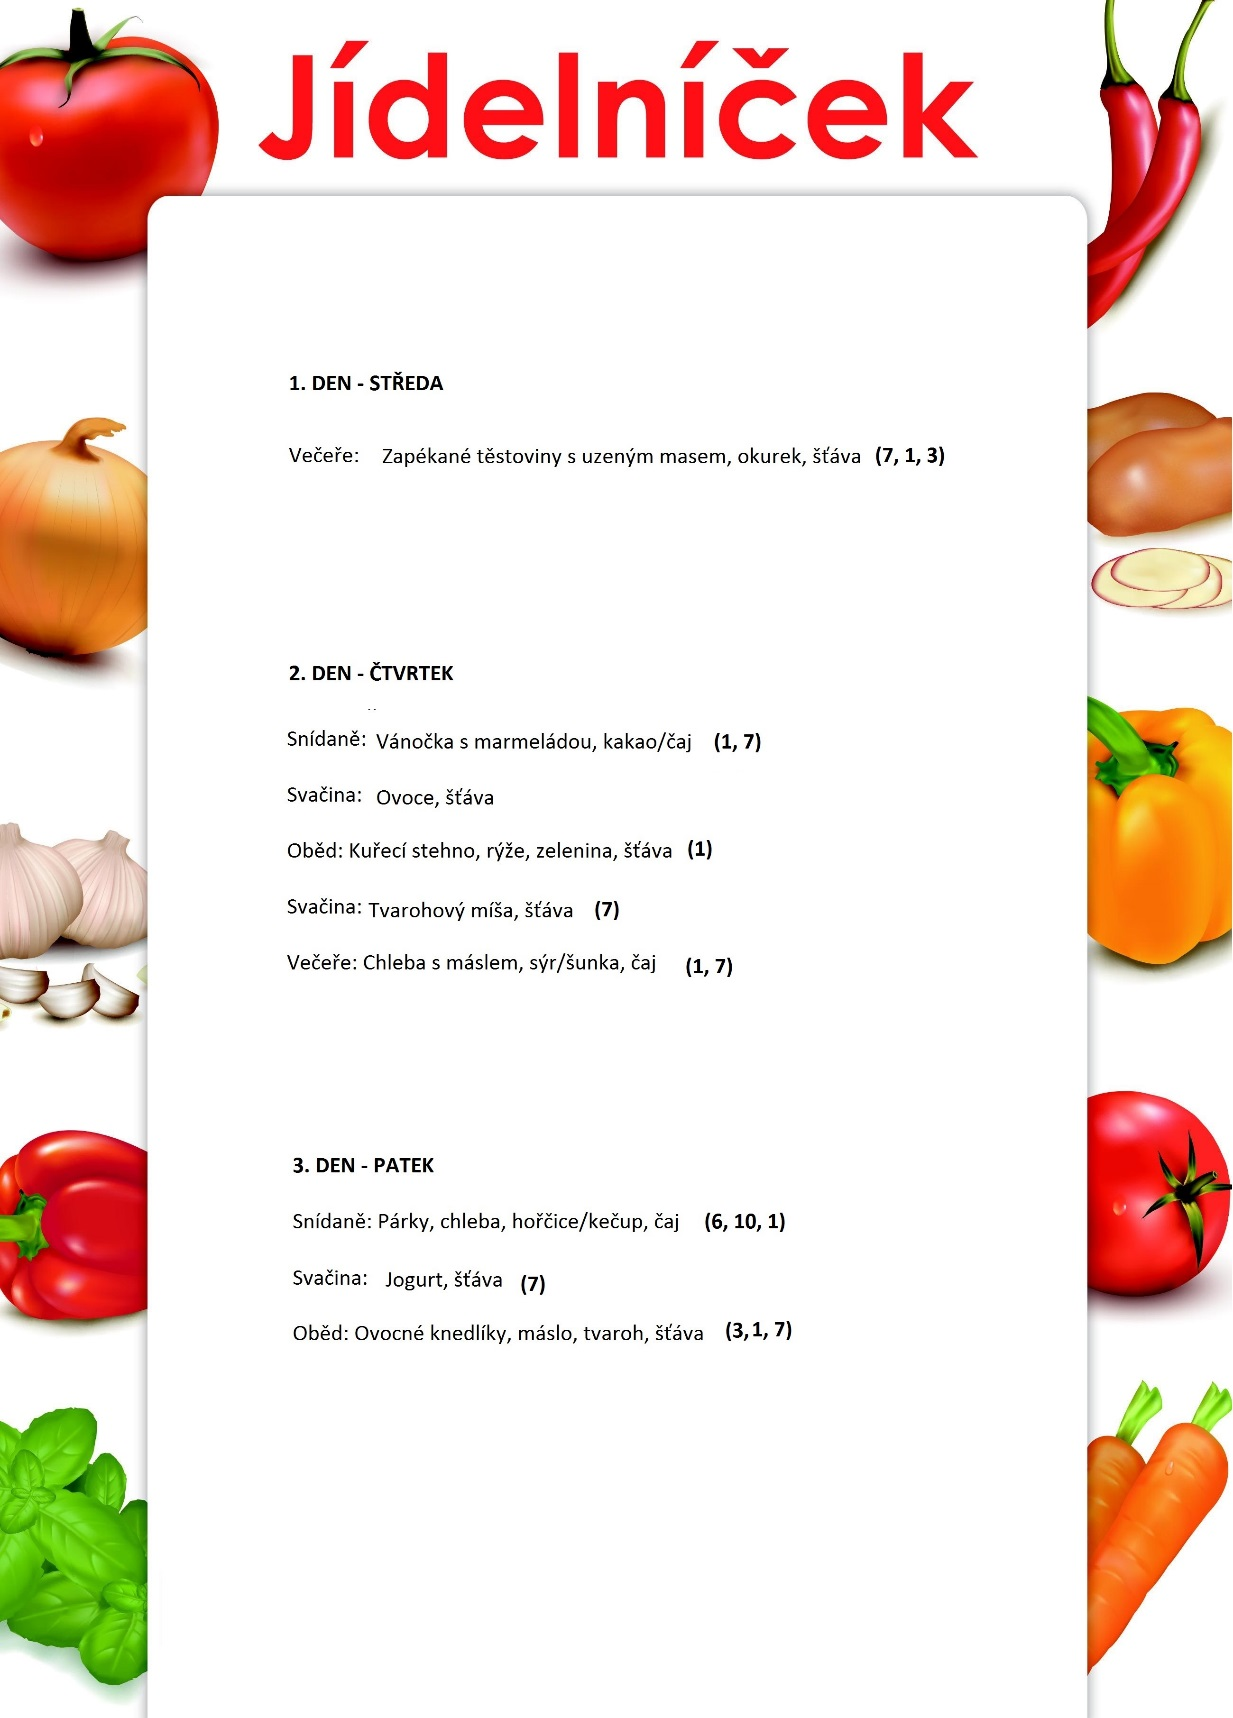 Jídelníček
1. DEN - STŘEDA
Večeře: Zapékané těstoviny s uzeným masem, okurek, šťáva (7, 1, 3)
2. DEN - ČTVRTEK
Snídaně: Vánočka s marmeládou, kakao/čaj (1, 7)
Svačina: Ovoce, šťáva
Oběd: Kuřecí stehno, rýže, zelenina, šťáva (1)
Svačina: Tvarohový míša, šťáva (7)
Večeře: Chleba s máslem, sýr/šunka, čaj (1, 7)
3. DEN - PATEK
Snídaně: Párky, chleba, hořčice/kečup, čaj (6, 10, 1)
Svačina: Jogurt, šťáva (7)
Oběd: Ovocné knedlíky, máslo, tvaroh, šťáva (3, 1, 7)